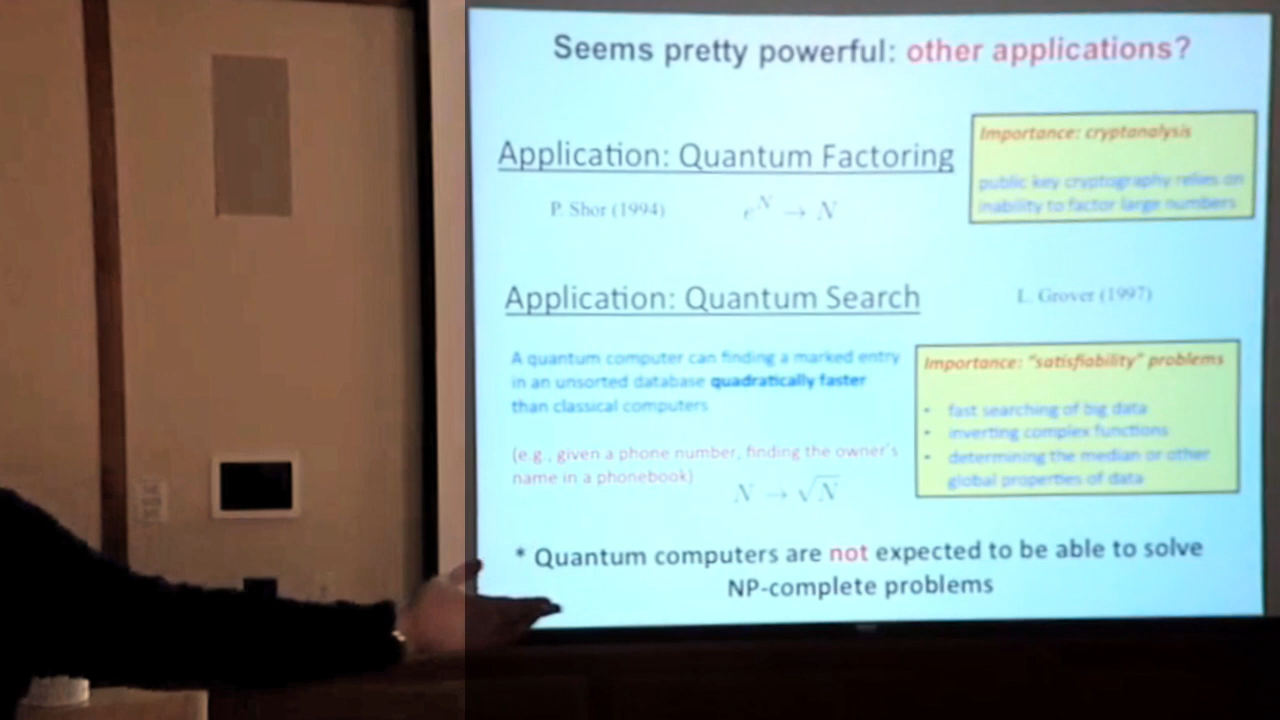 Seems pretty powerful: other applications?
Application: Quantum Factoring
P. Shor (1994) e^N → N
Importance: cryptanalysis
public key cryptography relies on
inability to factor large numbers
Application: Quantum Search
L. Grover (1997)
A quantum computer can finding a marked entry
in an unsorted database quadratically faster
than classical computers
(e.g., given a phone number, finding the owner's
name in a phonebook)
N → √N
Importance: "satisfiability" problems
• fast searching of big data
• inverting complex functions
• determining the median or other
global properties of data
* Quantum computers are not expected to be able to solve
NP-complete problems